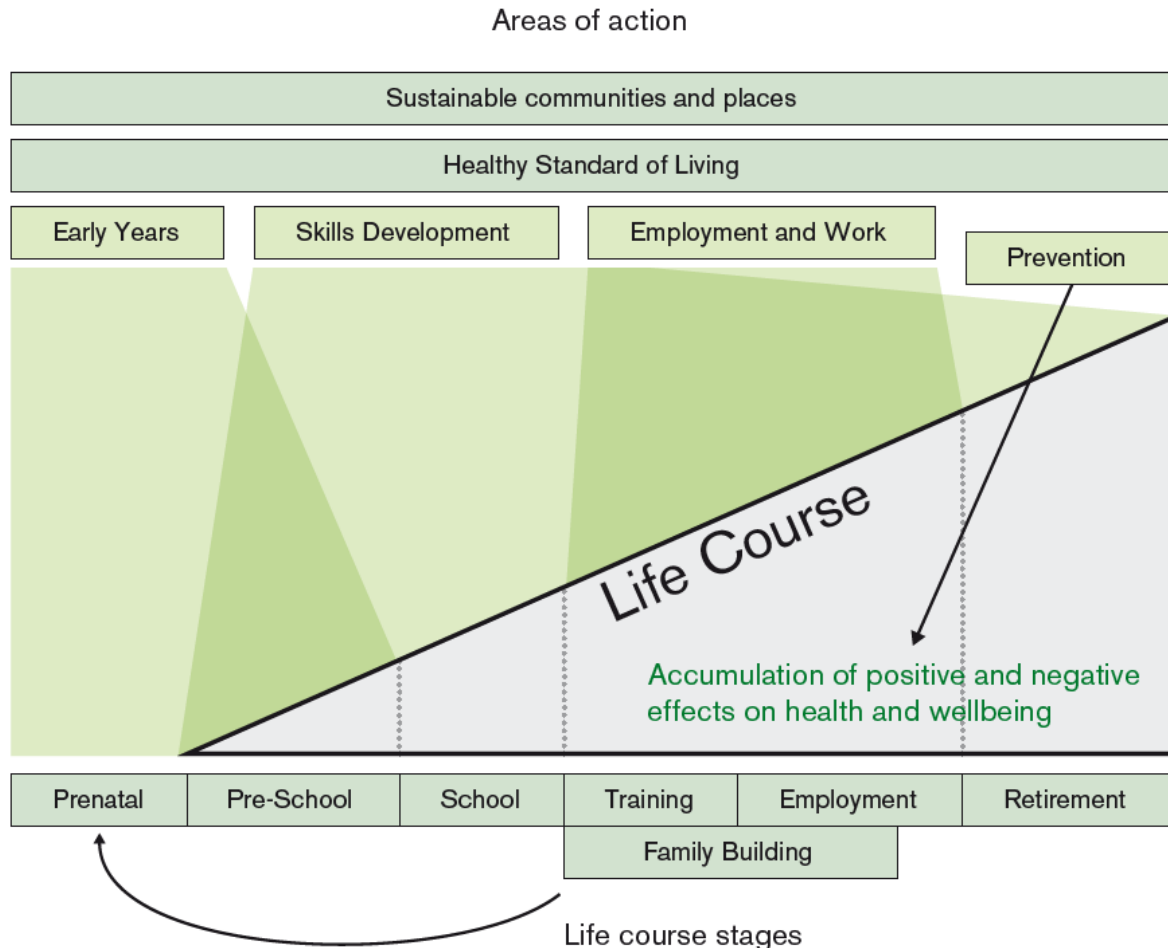 Areas of action
Sustainable communities and places
Healthy Standard of Living
Early Years
Skills Development
Employment and Work
Prevention
Life Course
Accumulation of positive and negative
effects on health and wellbeing
Prenatal
Pre-School
School
Training
Employment
Retirement
Family Building
Life course stages